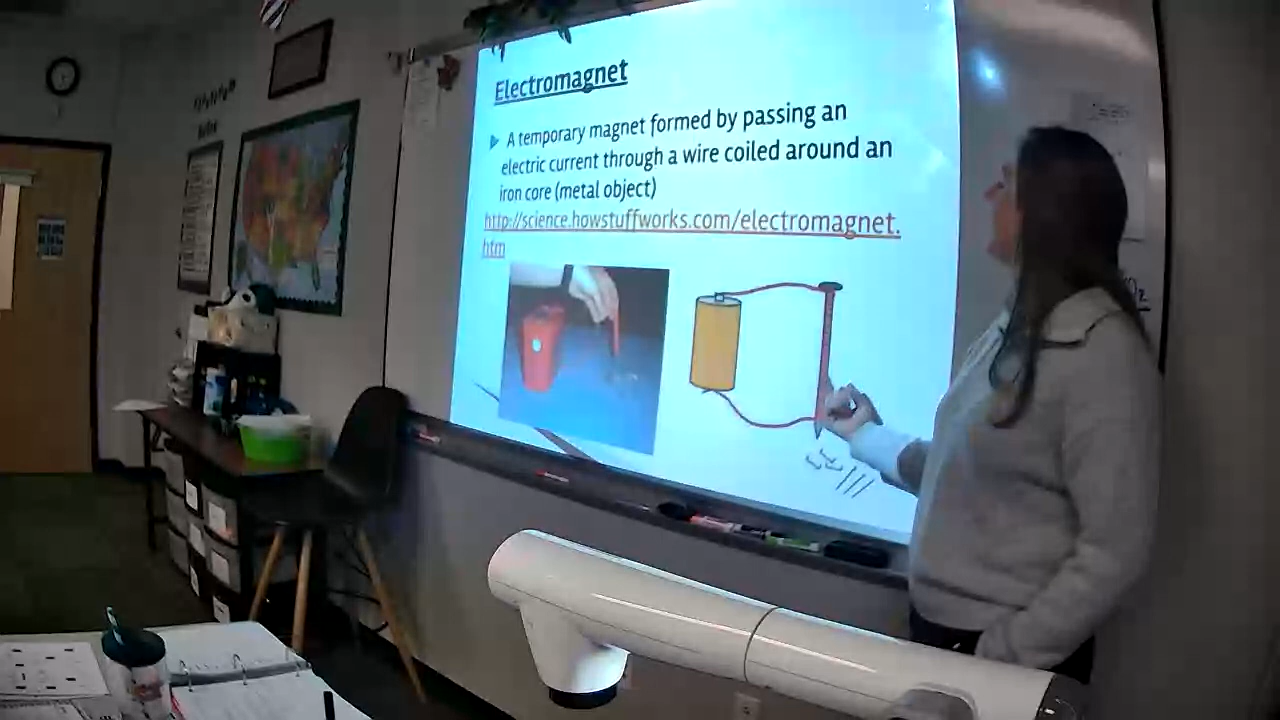 Electromagnet
A temporary magnet formed by passing an
electric current through a wire coiled around an
iron core (metal object)
http://science.howstuffworks.com/electromagnet.
htm